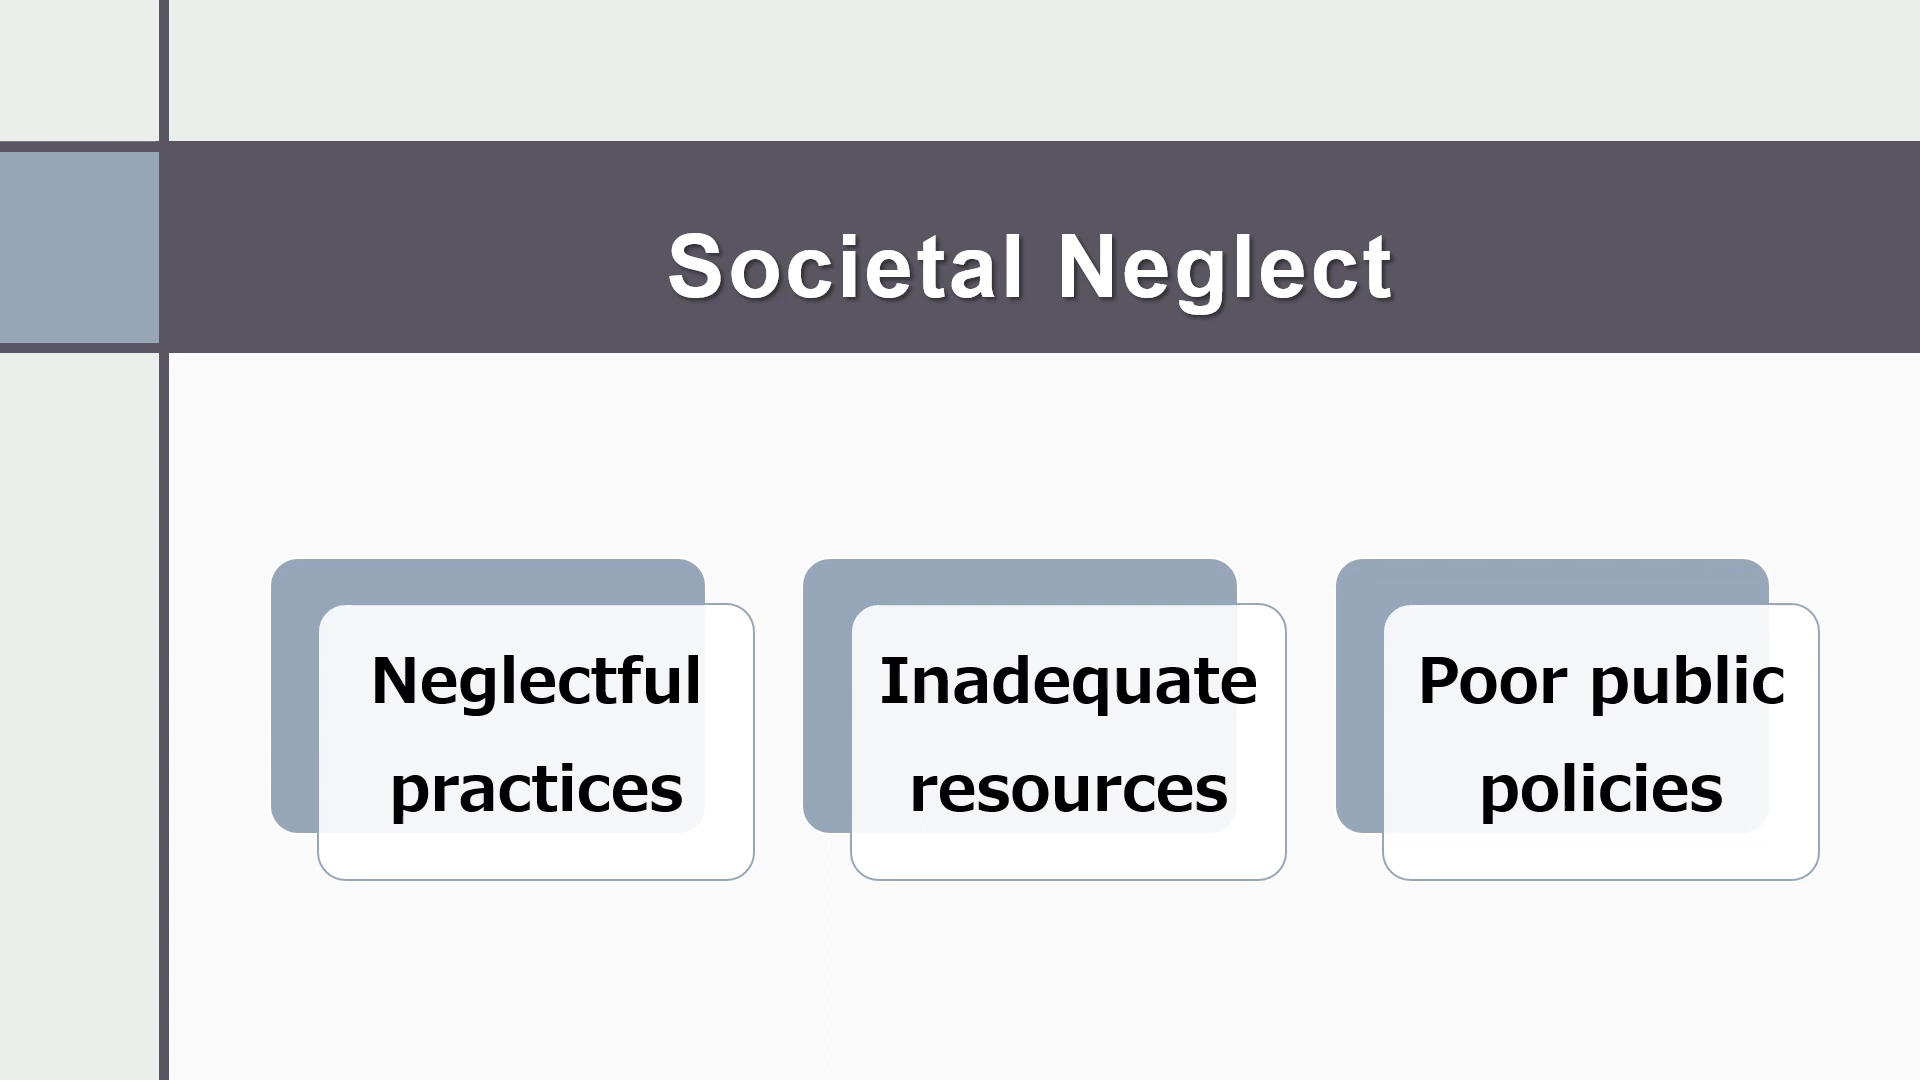 Societal Neglect
Neglectful
practices
Inadequate
resources
Poor public
policies